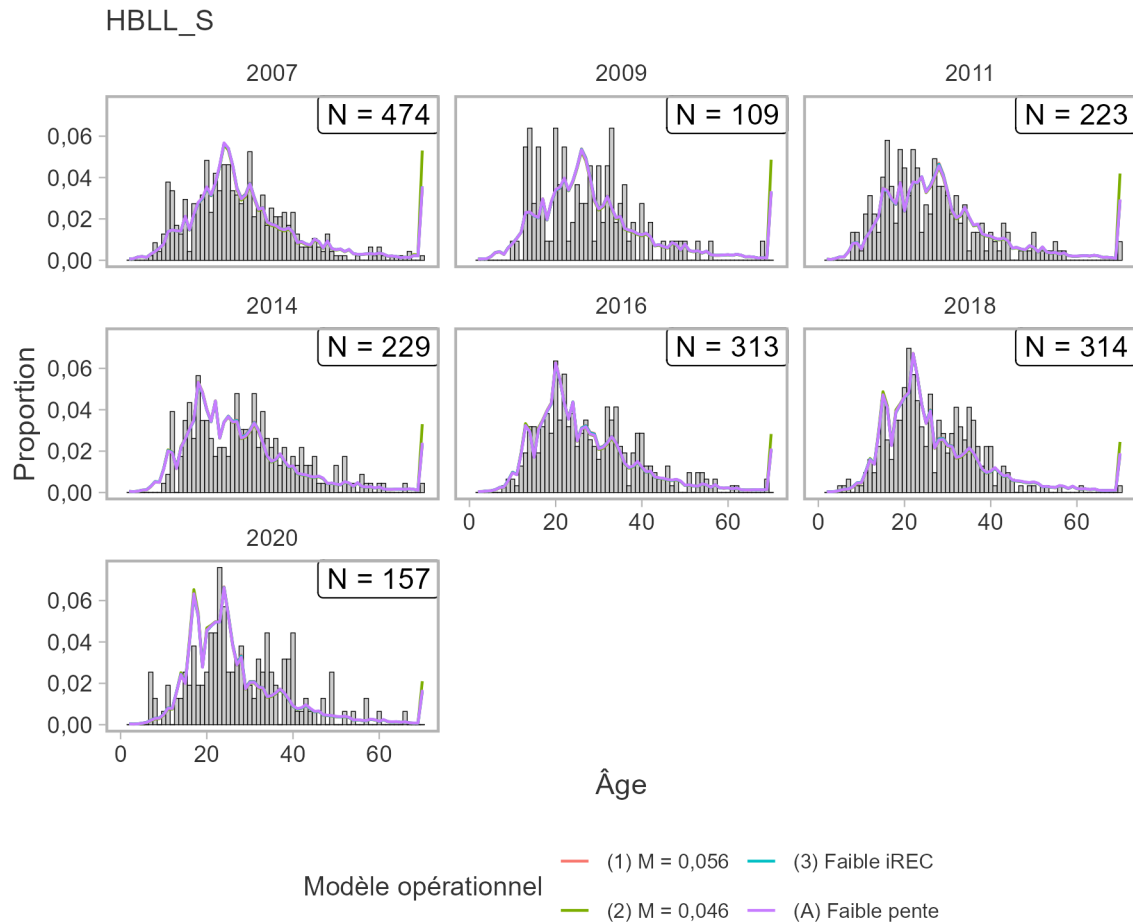 HBLL_S
2007 2009 2011
N = 474 N = 109 N = 223
0,06
0,04
0,02
0,00
2014 2016 2018
N = 229 N = 313 N = 314
0,06
0,04
0,02
0,00
0 20 40 60 0 20 40 60
2020
N = 157
0,06
0,04
0,02
0,00
0 20 40 60
Proportion
Âge
Modèle opérationnel
(1) M = 0,056 (3) Faible iREC
(2) M = 0,046 (A) Faible pente